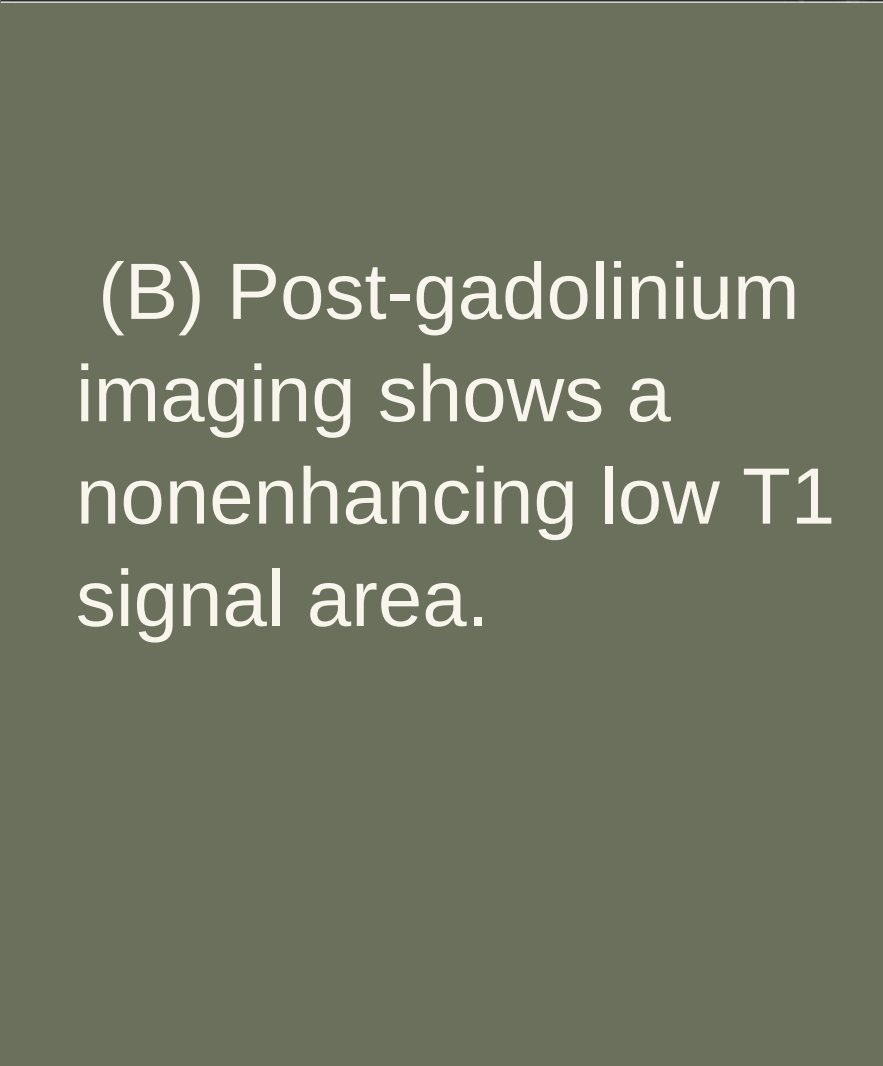 (B) Post-gadolinium
imaging shows a
nonenhancing low T1
signal area.